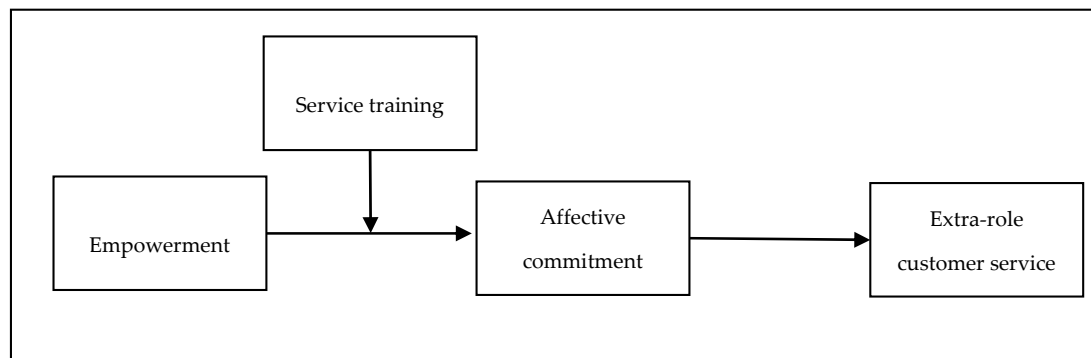 Service training
Empowerment
Affective
commitment
Extra-role
customer service